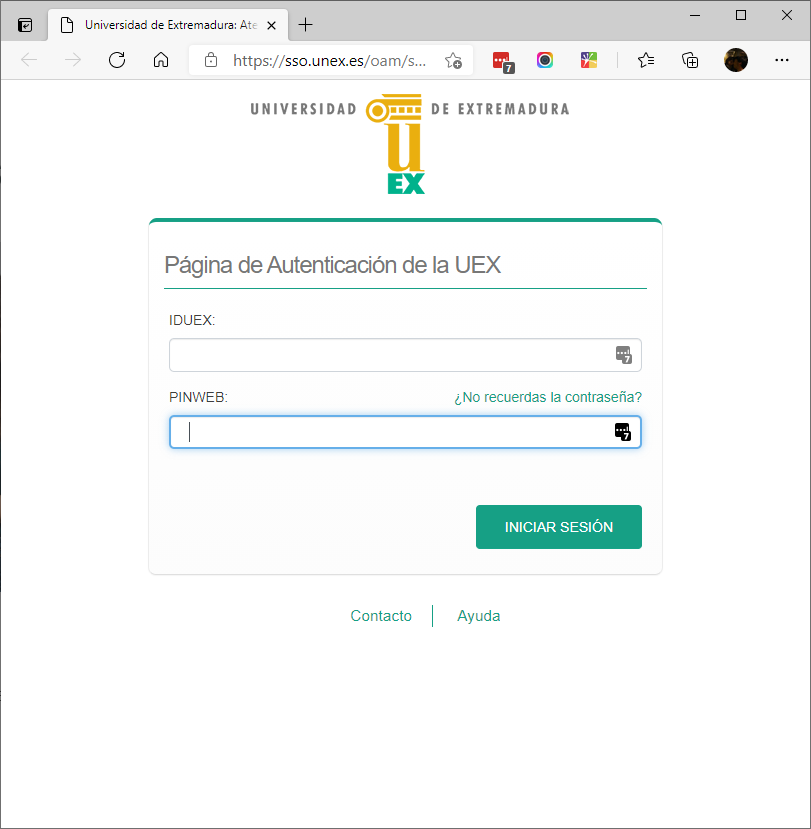 Universidad de Extremadura: Ate
https://sso.unex.es/oam/s...
7
UNIVERSIDAD DE EXTREMADURA
u
EX
Página de Autenticación de la UEX
IDUEX:
7
PINWEB: ¿No recuerdas la contraseña?
7
INICIAR SESIÓN
Contacto Ayuda